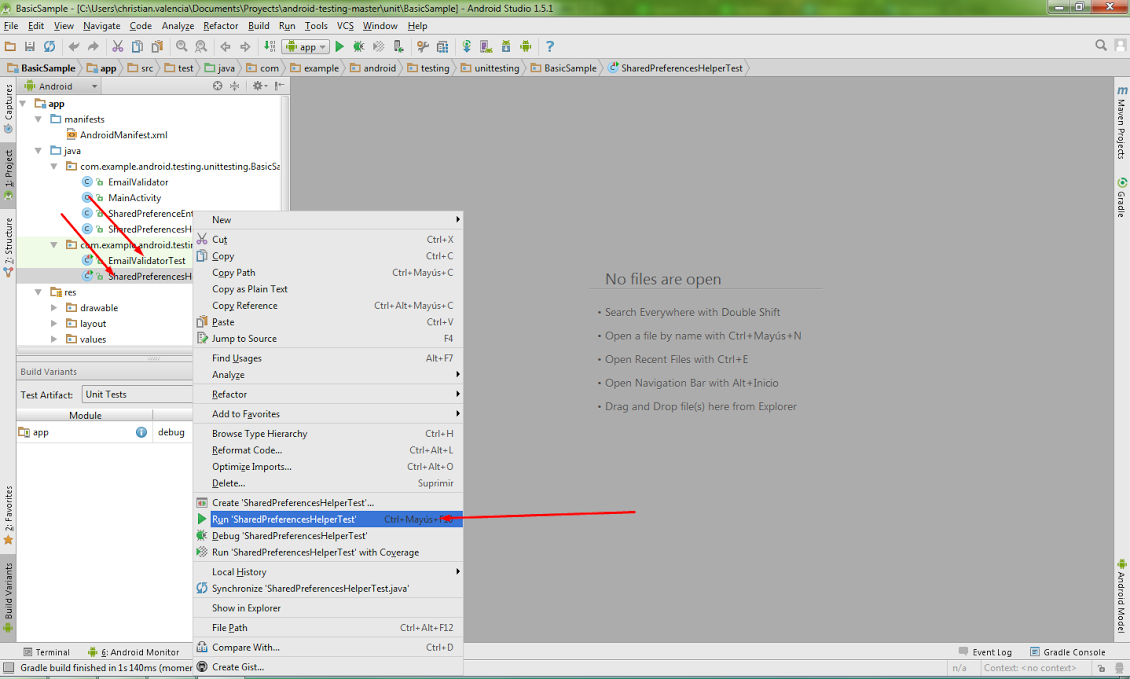 BasicSample - [C:\Users\christian.valencia\Documents\Proyects\android-testing-master\unit\BasicSample] - Android Studio 1.5.1
File Edit View Navigate Code Analyze Refactor Build Run Tools VCS Window Help
app
BasicSample app src test java com example android testing unittesting BasicSample SharedPreferencesHelperTest
Android
Captures
1: Project
7: Structure
2: Favorites
Build Variants
app
manifests
AndroidManifest.xml
java
com.example.android.testing.unittesting.BasicSa
EmailValidator
MainActivity
SharedPreferenceEnt
SharedPreferencesH
com.example.android.testin
EmailValidatorTest
SharedPreferencesH
res
drawable
layout
values
Build Variants
Test Artifact: Unit Tests
Module
app debug
New
Cut Ctrl+X
Copy Ctrl+C
Copy Path Ctrl+Mayús+C
Copy as Plain Text
Copy Reference Ctrl+Alt+Mayús+C
Paste Ctrl+V
Jump to Source F4
Find Usages Alt+F7
Analyze
Refactor
Add to Favorites
Browse Type Hierarchy Ctrl+H
Reformat Code... Ctrl+Alt+L
Optimize Imports... Ctrl+Alt+O
Delete... Suprimir
Create 'SharedPreferencesHelperTest'...
Run 'SharedPreferencesHelperTest' Ctrl+Mayús+F10
Debug 'SharedPreferencesHelperTest'
Run 'SharedPreferencesHelperTest' with Coverage
Local History
Synchronize 'SharedPreferencesHelperTest.java'
Show in Explorer
File Path Ctrl+Alt+F12
Compare With... Ctrl+D
Create Gist...
No files are open
• Search Everywhere with Double Shift
• Open a file by name with Ctrl+Mayús+N
• Open Recent Files with Ctrl+E
• Open Navigation Bar with Alt+Inicio
• Drag and Drop file(s) here from Explorer
m Maven Projects
Gradle
Android Model
Terminal 6: Android Monitor Event Log Gradle Console
Gradle build finished in 1s 140ms (momen n/a Context: <no context>